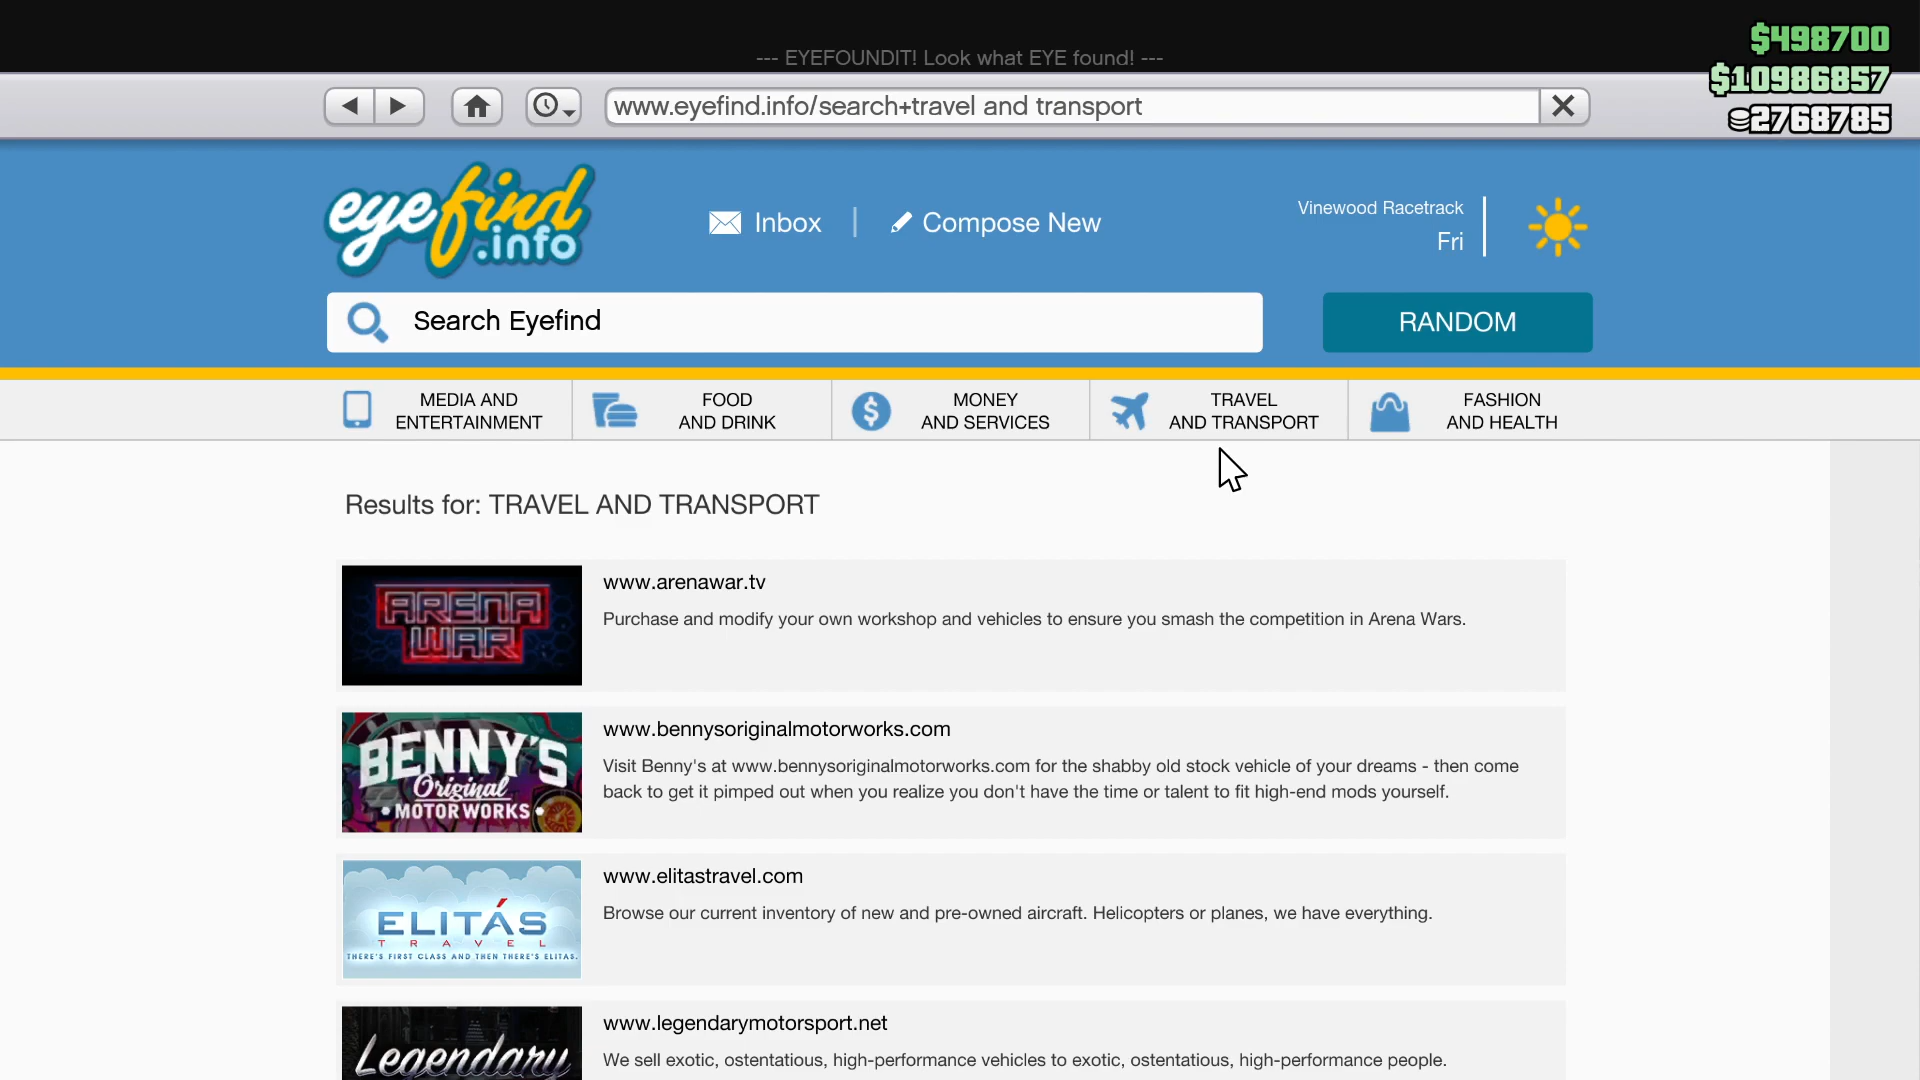 $498700
--- EYEFOUNDIT! Look what EYE found! ---
$10986857
www.eyefind.info/search+travel and transport
2768785
eyefind
.info
Inbox
Compose New
Vinewood Racetrack
Fri
Search Eyefind
RANDOM
MEDIA AND
ENTERTAINMENT
FOOD
AND DRINK
MONEY
AND SERVICES
TRAVEL
AND TRANSPORT
FASHION
AND HEALTH
Results for: TRAVEL AND TRANSPORT
ARENA
WAR
www.arenawar.tv
Purchase and modify your own workshop and vehicles to ensure you smash the competition in Arena Wars.
BENNY'S
Original
MOTOR WORKS
www.bennysoriginalmotorworks.com
Visit Benny's at www.bennysoriginalmotorworks.com for the shabby old stock vehicle of your dreams - then come
back to get it pimped out when you realize you don't have the time or talent to fit high-end mods yourself.
ELITÁS
TRAVEL
THERE'S FIRST CLASS AND THEN THERE'S ELITAS.
www.elitastravel.com
Browse our current inventory of new and pre-owned aircraft. Helicopters or planes, we have everything.
Legendary
www.legendarymotorsport.net
We sell exotic, ostentatious, high-performance vehicles to exotic, ostentatious, high-performance people.